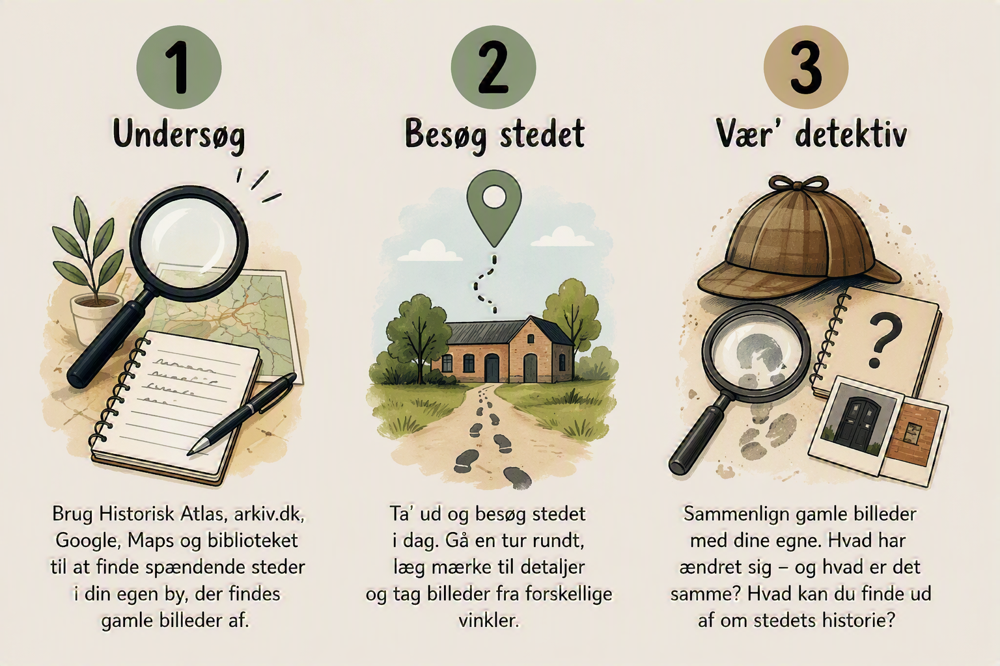 1
Undersøg
Brug Historisk Atlas, arkiv.dk,
Google, Maps og biblioteket
til at finde spændende steder
i din egen by, der findes
gamle billeder af.
2
Besøg stedet
Ta’ ud og besøg stedet
i dag. Gå en tur rundt,
læg mærke til detaljer
og tag billeder fra forskellige
vinkler.
3
Vær’ detektiv
?
Sammenlign gamle billeder
med dine egne. Hvad har
ændret sig – og hvad er det
samme? Hvad kan du finde ud
af om stedets historie?